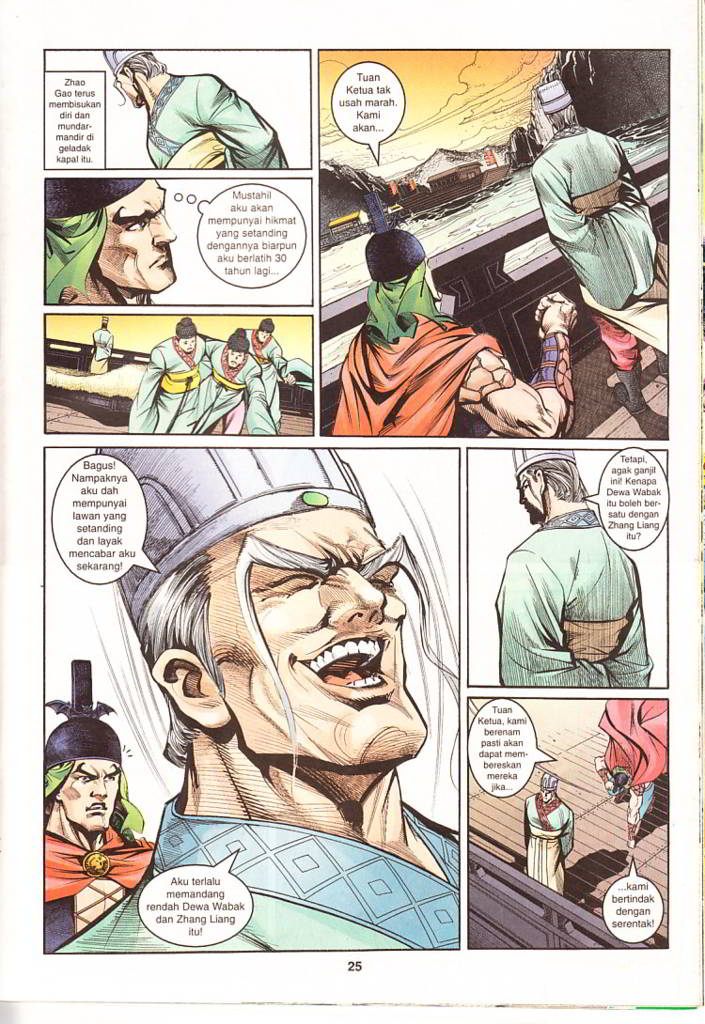 Zhao
Gao terus
membisukan
diri dan
mundar-
mandir di
geladak
kapal itu.
Tuan
Ketua tak
usah marah.
Kami
akan...
Mustahil
aku akan
mempunyai hikmat
yang setanding
dengannya biarpun
aku berlatih 30
tahun lagi...
Bagus!
Nampaknya
aku dah
mempunyai
lawan yang
setanding
dan layak
mencabar aku
sekarang!
Aku terlalu
memandang
rendah Dewa Wabak
dan Zhang Liang
itu!
Tetapi,
agak ganjil
ini! Kenapa
Dewa Wabak
itu boleh ber-
satu dengan
Zhang Liang
itu?
Tuan
Ketua, kami
berenam
pasti akan
dapat mem-
bereskan
mereka
jika...
...kami
bertindak
dengan
serentak!
25